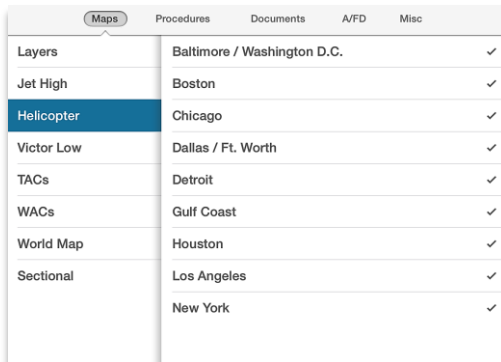 Maps Procedures Documents A/FD Misc
Layers
Jet High
Helicopter
Victor Low
TACs
WACs
World Map
Sectional
Baltimore / Washington D.C.
Boston
Chicago
Dallas / Ft. Worth
Detroit
Gulf Coast
Houston
Los Angeles
New York